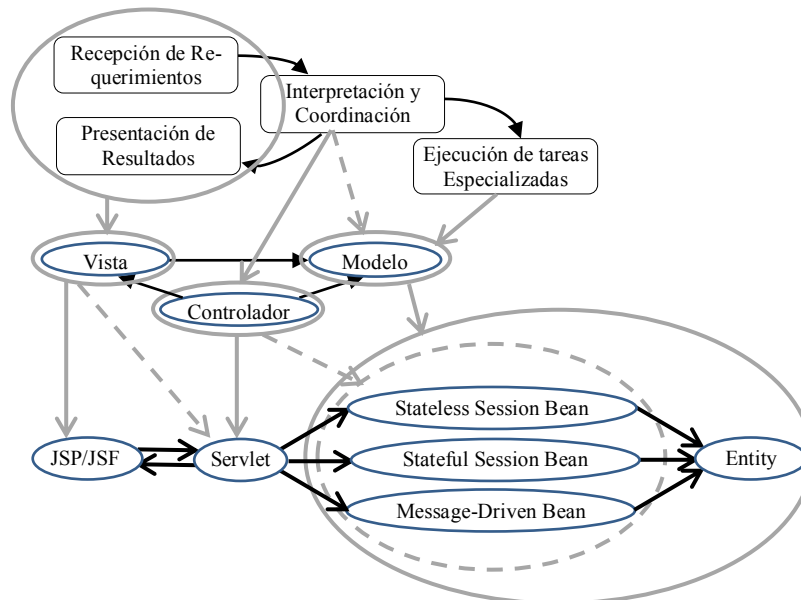 Recepción de Re-
querimientos
Interpretación y
Coordinación
Presentación de
Resultados
Ejecución de tareas
Especializadas
Vista
Modelo
Controlador
Stateless Session Bean
JSP/JSF
Servlet
Stateful Session Bean
Entity
Message-Driven Bean